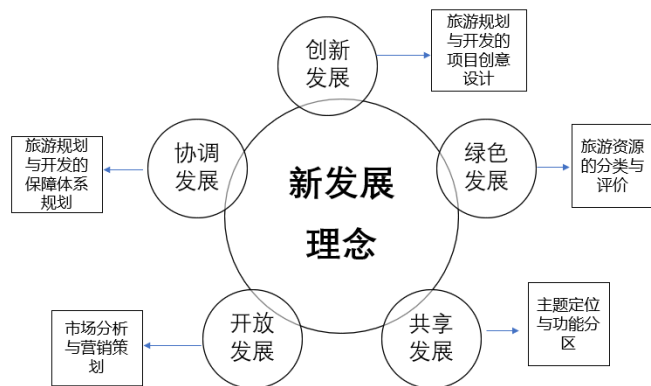 创新
发展
旅游规划
与开发的
项目创意
设计
协调
发展
旅游规划
与开发的
保障体系
规划
绿色
发展
旅游资源
的分类与
评价
新发展
理念
开放
发展
市场分析
与营销策
划
共享
发展
主题定位
与功能分
区